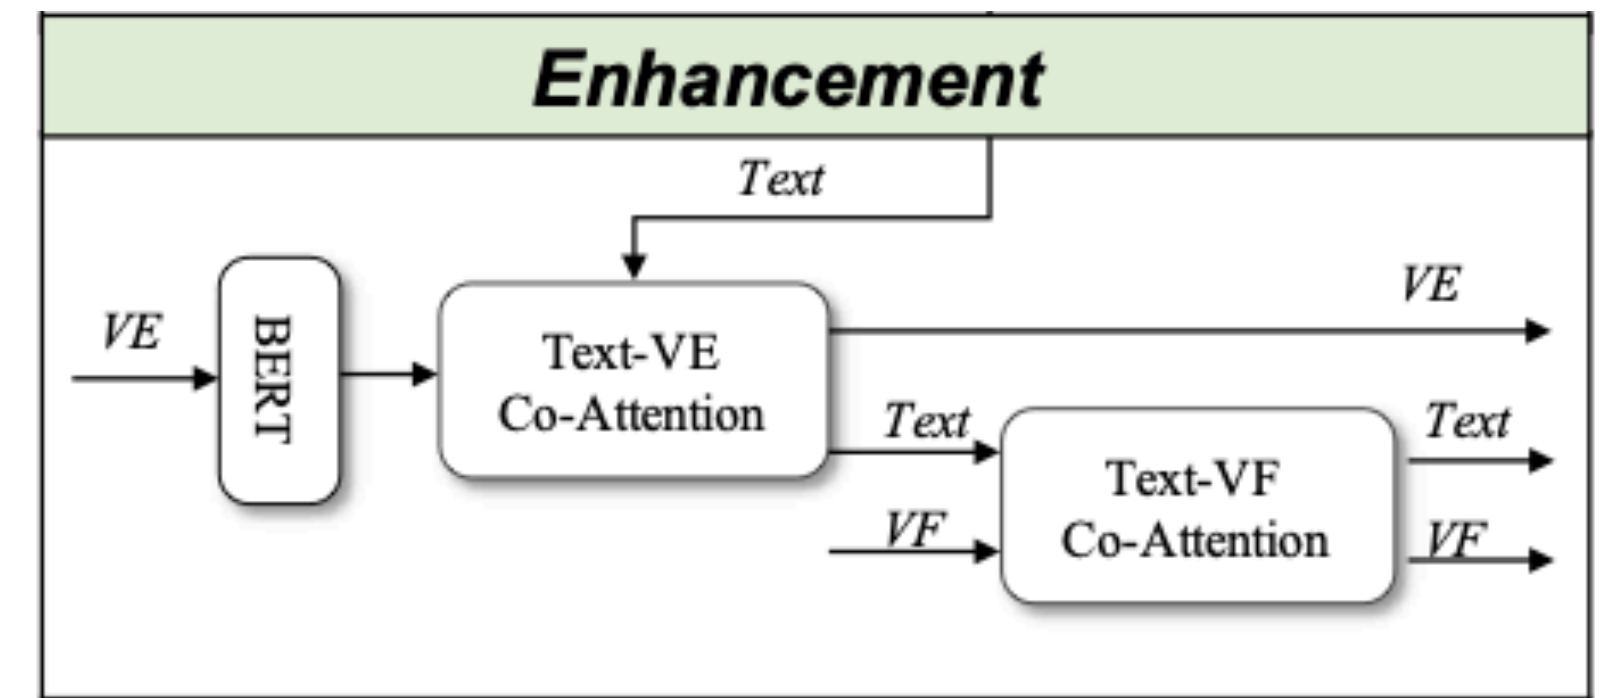 Enhancement
Text
VE
BERT
Text-VE
Co-Attention
VE
Text
VF
Text-VF
Co-Attention
Text
VF